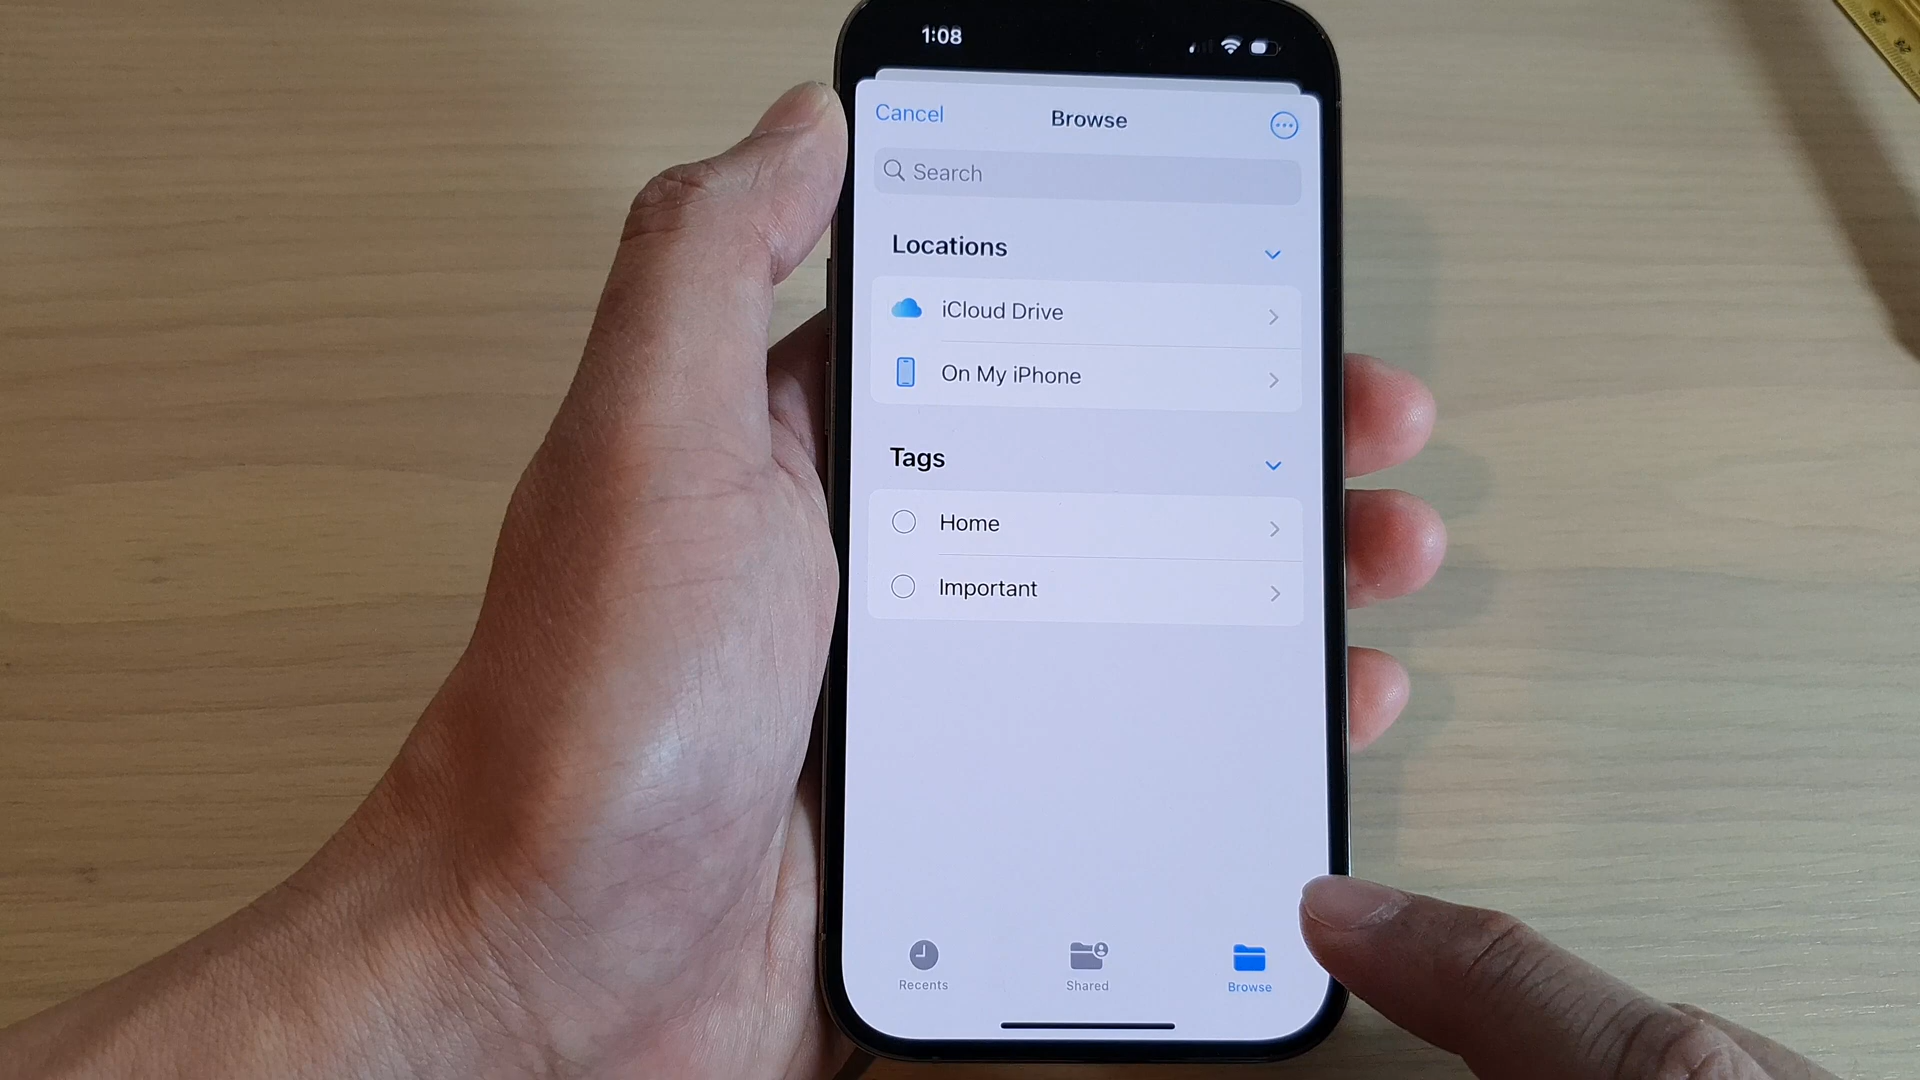 1:08
Cancel
Browse
Search
Locations
iCloud Drive
On My iPhone
Tags
Home
Important
Recents
Shared
Browse